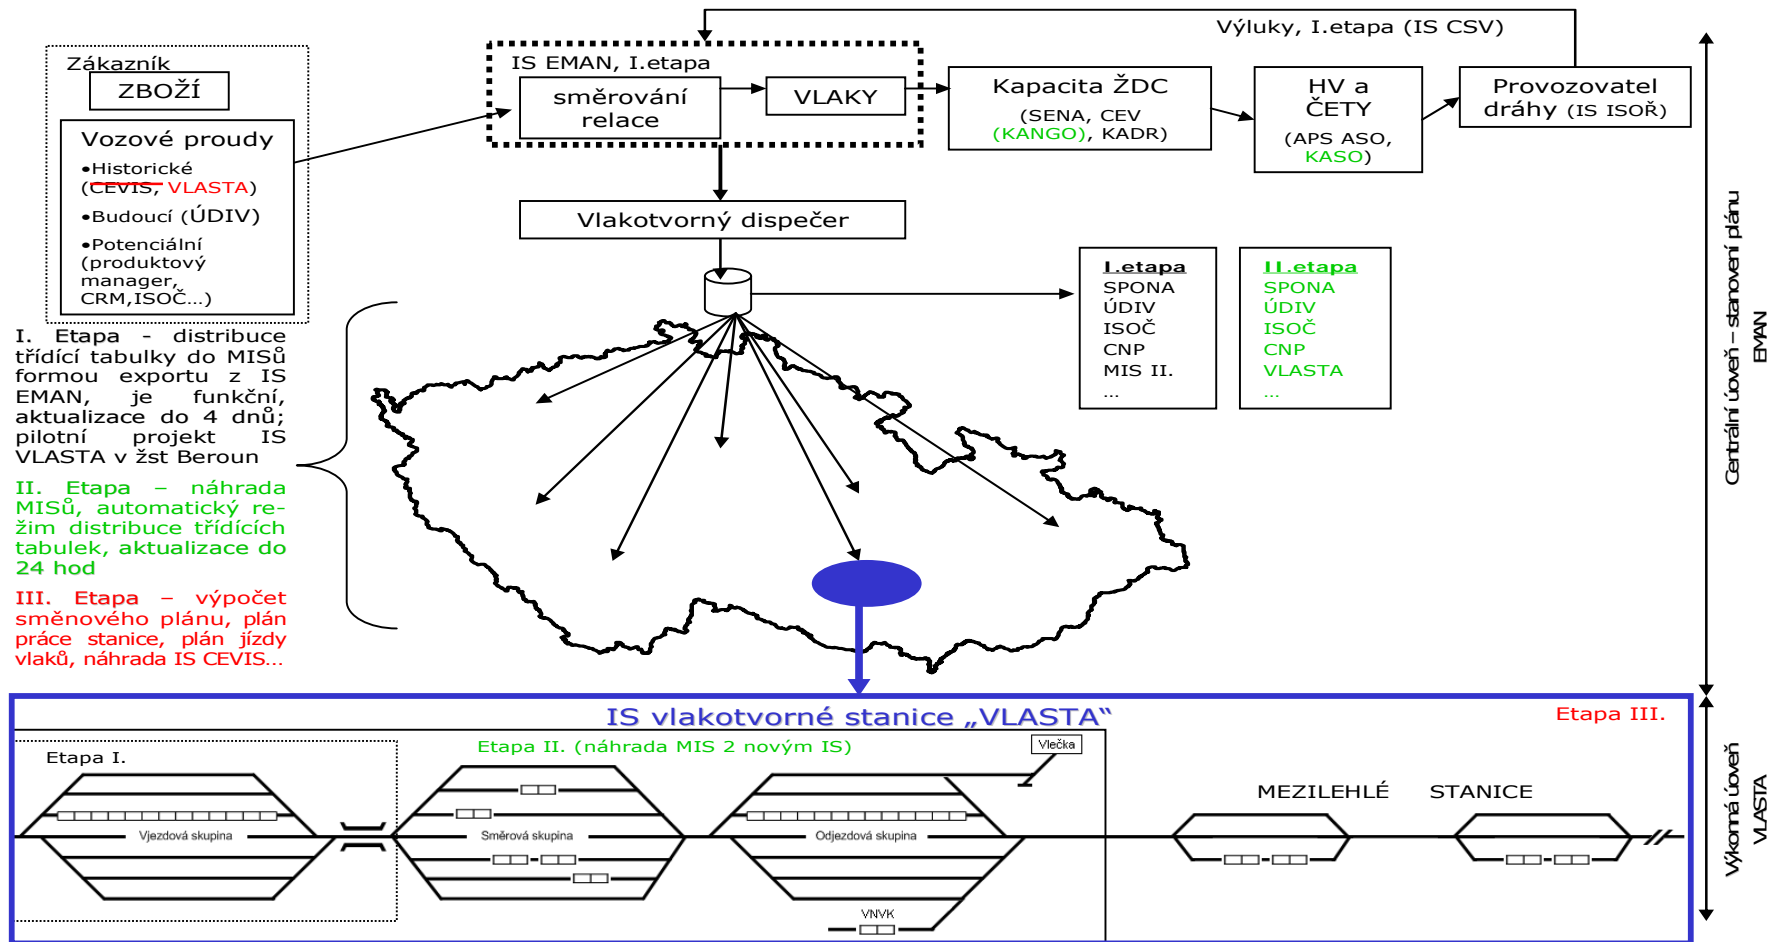 Výluky, I.etapa (IS CSV)
Zákazník
ZBOŽÍ
Vozové proudy
•Historické
(CEVIS, VLASTA)
•Budoucí (ÚDIV)
•Potenciální
(produktový
manager,
CRM,ISOČ...)
IS EMAN, I.etapa
směrování
relace
VLAKY
Kapacita ŽDC
(SENA, CEV
(KANGO), KADR)
HV a
ČETY
(APS ASO,
KASO)
Provozovatel
dráhy (IS ISOŘ)
Vlakotvorný dispečer
I.etapa
SPONA
ÚDIV
ISOČ
CNP
MIS II.
...
II.etapa
SPONA
ÚDIV
ISOČ
CNP
VLASTA
...
I. Etapa - distribuce
třídící tabulky do MISů
formou exportu z IS
EMAN, je funkční,
aktualizace do 4 dnů;
pilotní projekt IS
VLASTA v žst Beroun
II. Etapa – náhrada
MISů, automatický re-
žim distribuce třídících
tabulek, aktualizace do
24 hod
III. Etapa – výpočet
směnového plánu, plán
práce stanice, plán jízdy
vlaků, náhrada IS CEVIS...
Centrální úoveň – stanovení plánu
EMAN
IS vlakotvorné stanice „VLASTA“
Etapa III.
Etapa I.
Etapa II. (náhrada MIS 2 novým IS)
Vlečka
Vjezdová skupina
Směrová skupina
Odjezdová skupina
VNVK
MEZILEHLÉ STANICE
Výkonná úoveň
VLASTA